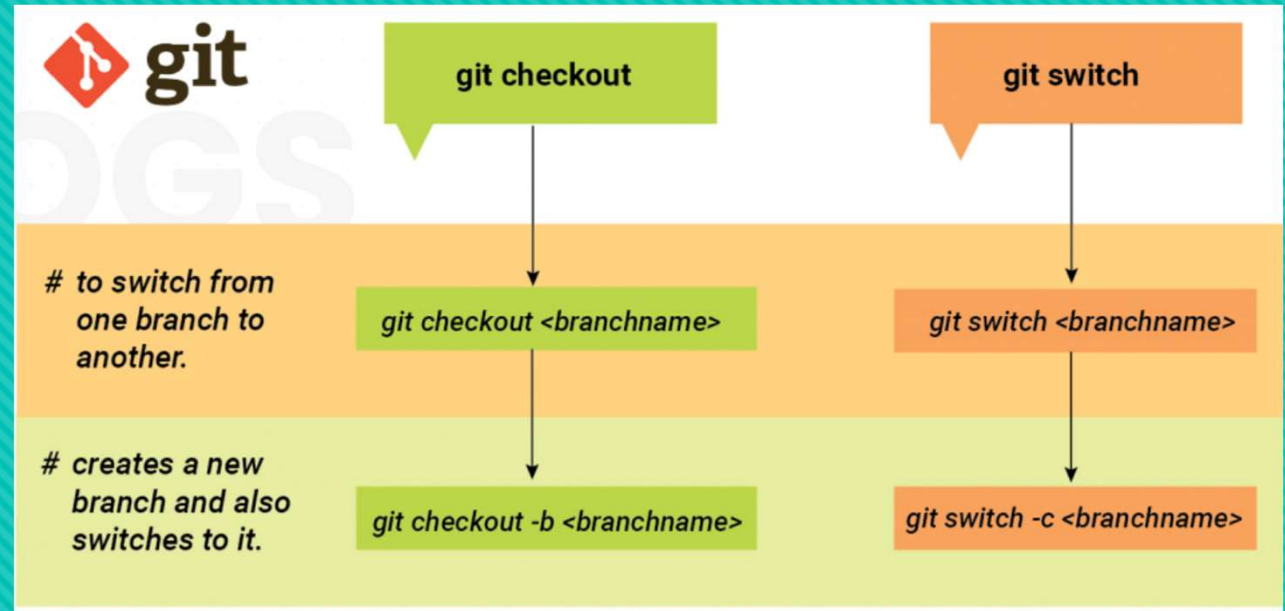 git
git checkout
git switch
OGS
# to switch from
one branch to
another.
git checkout <branchname>
git switch <branchname>
# creates a new
branch and also
switches to it.
git checkout -b <branchname>
git switch -c <branchname>